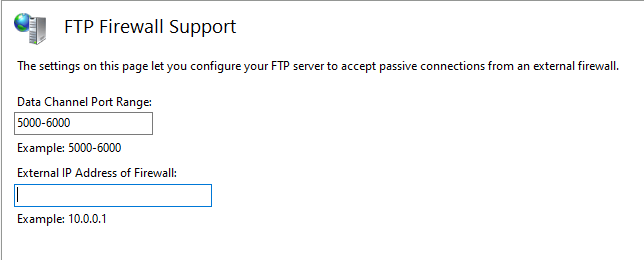 FTP Firewall Support
The settings on this page let you configure your FTP server to accept passive connections from an external firewall.
Data Channel Port Range:
5000-6000
Example: 5000-6000
External IP Address of Firewall:
Example: 10.0.0.1